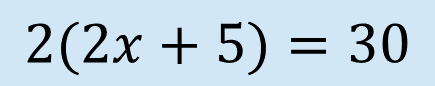 2(2x + 5) = 30